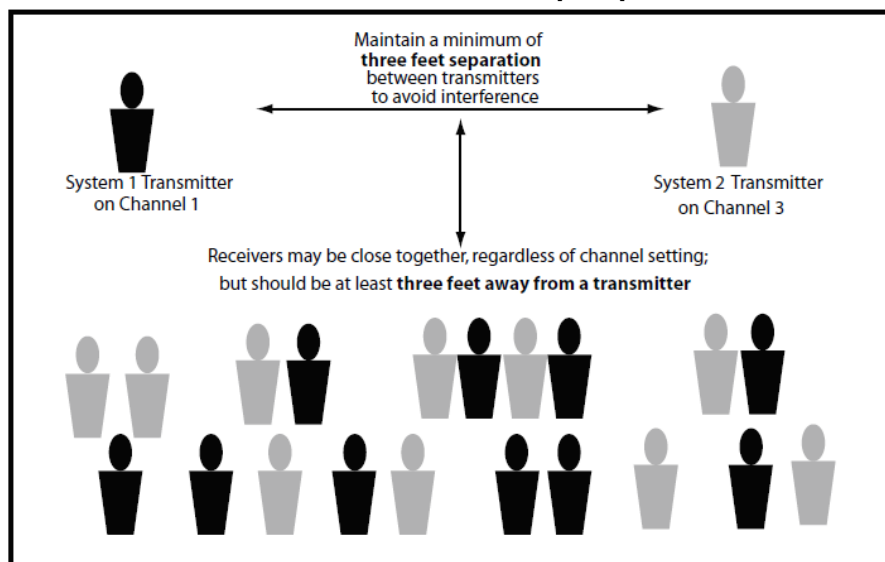 Maintain a minimum of
three feet separation
between transmitters
to avoid interference
System 1 Transmitter
on Channel 1
System 2 Transmitter
on Channel 3
Receivers may be close together, regardless of channel setting;
but should be at least three feet away from a transmitter